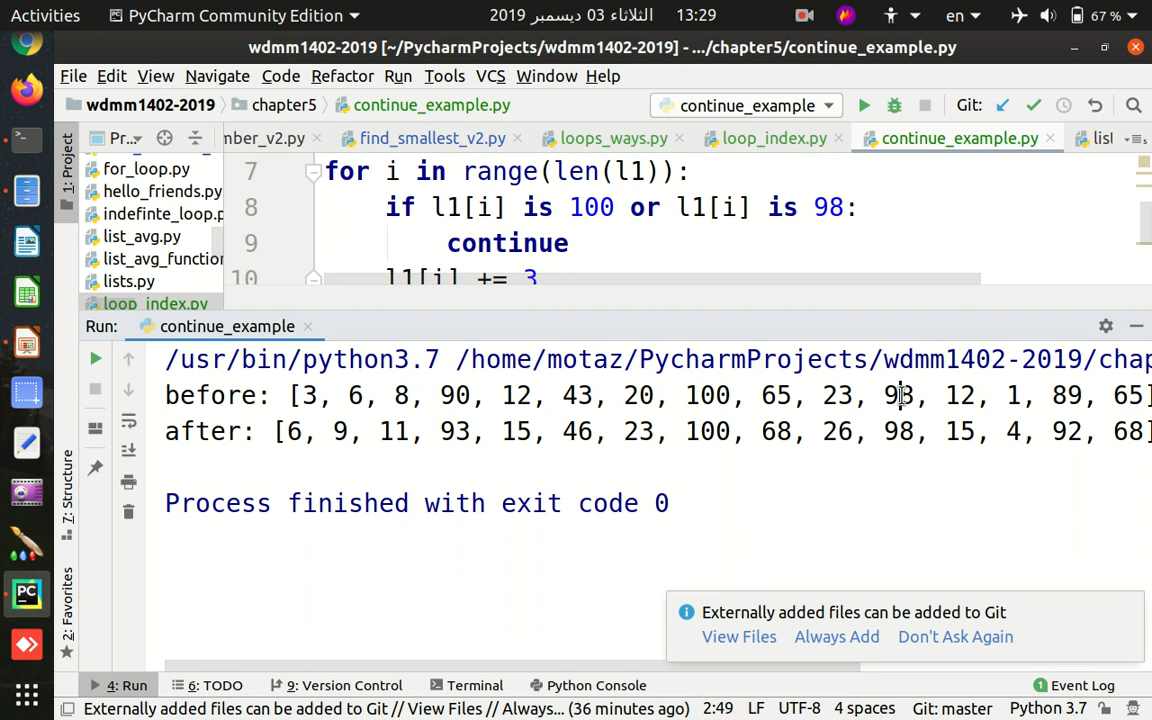 Activities PyCharm Community Edition الثلاثاء 03 ديسمبر 2019 13:29 en 67 %
wdmm1402-2019 [~/PycharmProjects/wdmm1402-2019] - .../chapter5/continue_example.py
File Edit View Navigate Code Refactor Run Tools VCS Window Help
wdmm1402-2019 chapter5 continue_example.py continue_example Git:
1: Project
Pr... mber_v2.py find_smallest_v2.py loops_ways.py loop_index.py continue_example.py list
for_loop.py
hello_friends.py
indefinte_loop.p
list_avg.py
list_avg_function
lists.py
loop_index.py
7 for i in range(len(l1)):
8 if l1[i] is 100 or l1[i] is 98:
9 continue
10 l1[i] += 3
Run: continue_example
/usr/bin/python3.7 /home/motaz/PycharmProjects/wdmm1402-2019/chap
before: [3, 6, 8, 90, 12, 43, 20, 100, 65, 23, 98, 12, 1, 89, 65]
after: [6, 9, 11, 93, 15, 46, 23, 100, 68, 26, 98, 15, 4, 92, 68]
Process finished with exit code 0
7: Structure
2: Favorites
Externally added files can be added to Git
View Files Always Add Don't Ask Again
4: Run 6: TODO 9: Version Control Terminal Python Console 1 Event Log
Externally added files can be added to Git // View Files // Always... (36 minutes ago) 2:49 LF UTF-8 4 spaces Git: master Python 3.7